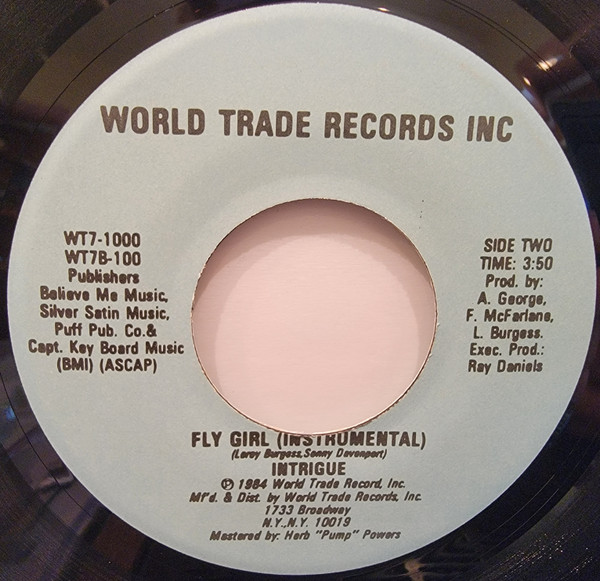 WORLD TRADE RECORDS INC
WT7-1000
WT7B-100
Publishers
Believe Me Music,
Silver Satin Music,
Puff Pub. Co.&
Capt. Key Board Music
(BMI) (ASCAP)
SIDE TWO
TIME: 3:50
Prod. by:
A. George,
F. McFarlane,
L. Burgess.
Exec. Prod.:
Ray Daniels
FLY GIRL (INSTRUMENTAL)
(Leroy Burgess,Sonny Davenport)
INTRIGUE
℗ 1984 World Trade Record, Inc.
Mf'd. & Dist. by World Trade Records, Inc.
1733 Broadway
N.Y.,N.Y. 10019
Mastered by: Herb "Pump" Powers